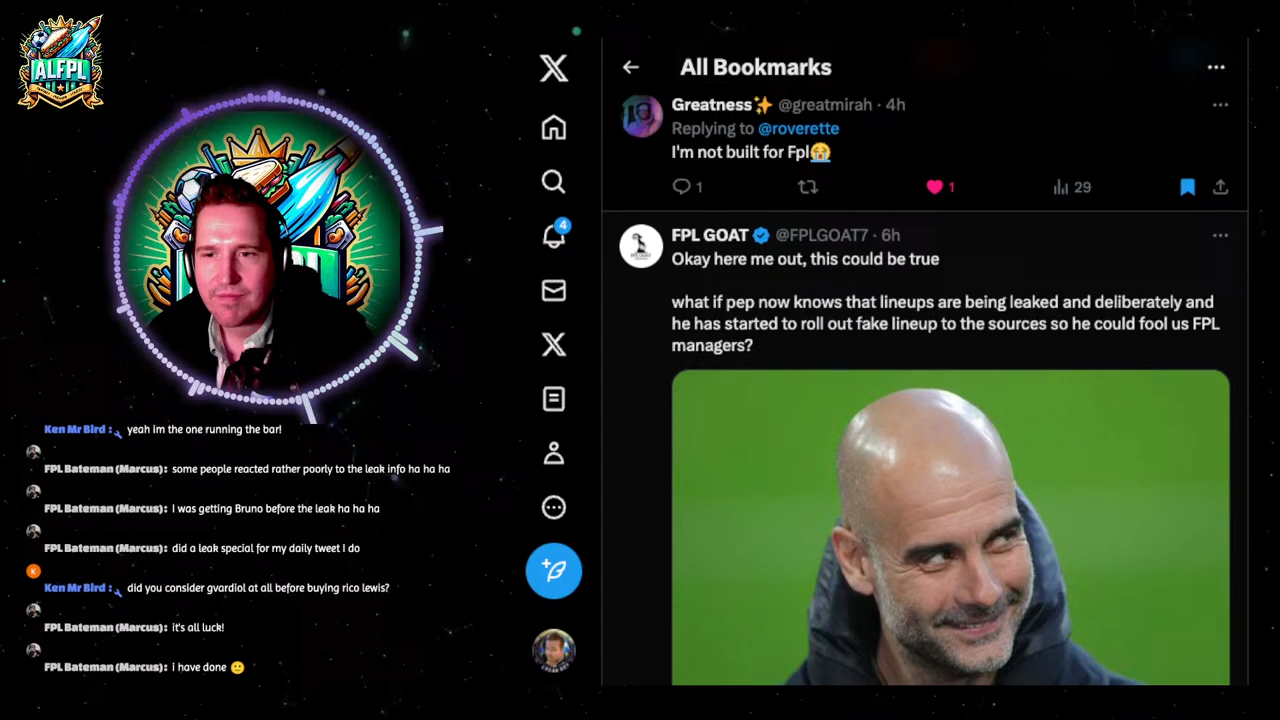 ALFPL
Ken Mr Bird : yeah im the one running the bar!
FPL Bateman (Marcus): some people reacted rather poorly to the leak info ha ha ha
FPL Bateman (Marcus): I was getting Bruno before the leak ha ha ha
FPL Bateman (Marcus): did a leak special for my daily tweet I do
K
Ken Mr Bird : did you consider gvardiol at all before buying rico lewis?
FPL Bateman (Marcus): it's all luck!
FPL Bateman (Marcus): i have done 🙂
4
All Bookmarks
Greatness✨ @greatmirah · 4h
Replying to @roverette
I'm not built for Fpl😭
1
1
29
FPL GOAT @FPLGOAT7 · 6h
Okay here me out, this could be true
what if pep now knows that lineups are being leaked and deliberately and
he has started to roll out fake lineup to the sources so he could fool us FPL
managers?